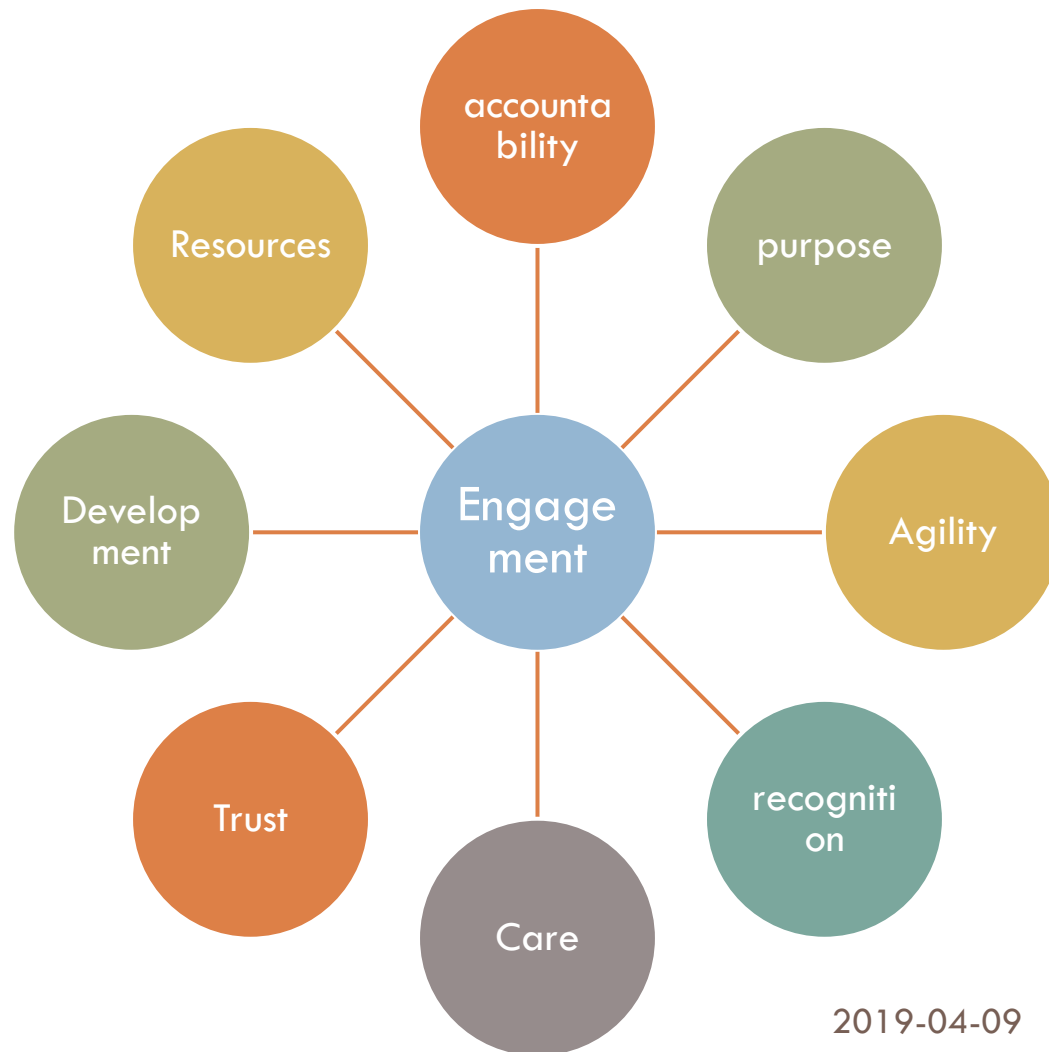 accounta
bility
Resources
purpose
Develop
ment
Engage
ment
Agility
Trust
recogniti
on
Care
2019-04-09